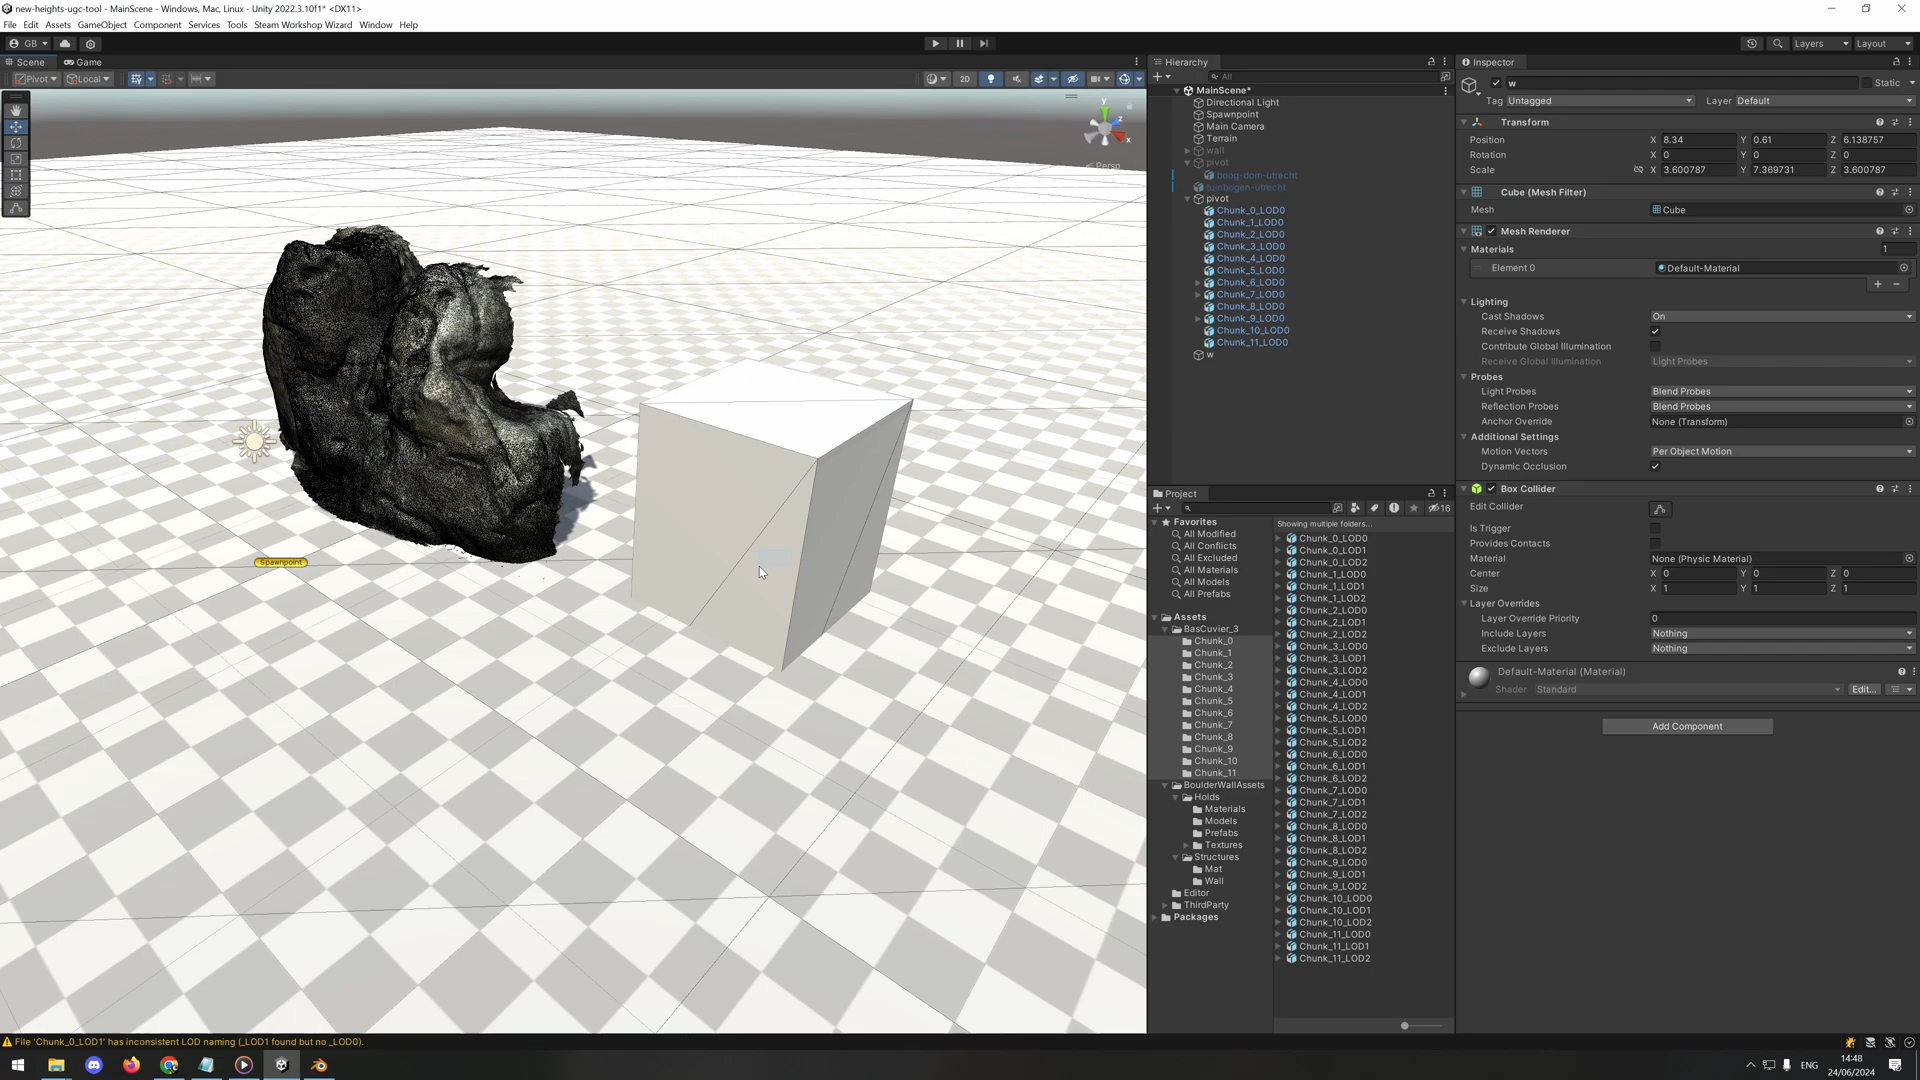 new-heights-ugc-tool - MainScene - Windows, Mac, Linux - Unity 2022.3.10f1* <DX11>
File Edit Assets GameObject Component Services Tools Steam Workshop Wizard Window Help
GB
Layers
Layout
Scene
Game
Pivot
Local
2D
y
z
x
Persp
Spawnpoint
Hierarchy
All
MainScene*
Directional Light
Spawnpoint
Main Camera
Terrain
wall
pivot
boog-dom-utrecht
tuinbogen-utrecht
pivot
Chunk_0_LOD0
Chunk_1_LOD0
Chunk_2_LOD0
Chunk_3_LOD0
Chunk_4_LOD0
Chunk_5_LOD0
Chunk_6_LOD0
Chunk_7_LOD0
Chunk_8_LOD0
Chunk_9_LOD0
Chunk_10_LOD0
Chunk_11_LOD0
w
Project
16
Favorites
All Modified
All Conflicts
All Excluded
All Materials
All Models
All Prefabs
Assets
BasCuvier_3
Chunk_0
Chunk_1
Chunk_2
Chunk_3
Chunk_4
Chunk_5
Chunk_6
Chunk_7
Chunk_8
Chunk_9
Chunk_10
Chunk_11
BoulderWallAssets
Holds
Materials
Models
Prefabs
Textures
Structures
Mat
Wall
Editor
ThirdParty
Packages
Showing multiple folders...
Chunk_0_LOD0
Chunk_0_LOD1
Chunk_0_LOD2
Chunk_1_LOD0
Chunk_1_LOD1
Chunk_1_LOD2
Chunk_2_LOD0
Chunk_2_LOD1
Chunk_2_LOD2
Chunk_3_LOD0
Chunk_3_LOD1
Chunk_3_LOD2
Chunk_4_LOD0
Chunk_4_LOD1
Chunk_4_LOD2
Chunk_5_LOD0
Chunk_5_LOD1
Chunk_5_LOD2
Chunk_6_LOD0
Chunk_6_LOD1
Chunk_6_LOD2
Chunk_7_LOD0
Chunk_7_LOD1
Chunk_7_LOD2
Chunk_8_LOD0
Chunk_8_LOD1
Chunk_8_LOD2
Chunk_9_LOD0
Chunk_9_LOD1
Chunk_9_LOD2
Chunk_10_LOD0
Chunk_10_LOD1
Chunk_10_LOD2
Chunk_11_LOD0
Chunk_11_LOD1
Chunk_11_LOD2
Inspector
w
Static
Tag Untagged Layer Default
Transform
Position X 8.34 Y 0.61 Z 6.138757
Rotation X 0 Y 0 Z 0
Scale X 3.600787 Y 7.369731 Z 3.600787
Cube (Mesh Filter)
Mesh Cube
Mesh Renderer
Materials 1
Element 0 Default-Material
Lighting
Cast Shadows On
Receive Shadows
Contribute Global Illumination
Receive Global Illumination Light Probes
Probes
Light Probes Blend Probes
Reflection Probes Blend Probes
Anchor Override None (Transform)
Additional Settings
Motion Vectors Per Object Motion
Dynamic Occlusion
Box Collider
Edit Collider
Is Trigger
Provides Contacts
Material None (Physic Material)
Center X 0 Y 0 Z 0
Size X 1 Y 1 Z 1
Layer Overrides
Layer Override Priority 0
Include Layers Nothing
Exclude Layers Nothing
Default-Material (Material)
Shader Standard Edit...
Add Component
File 'Chunk_0_LOD1' has inconsistent LOD naming (_LOD1 found but no _LOD0).
ENG
14:48
24/06/2024